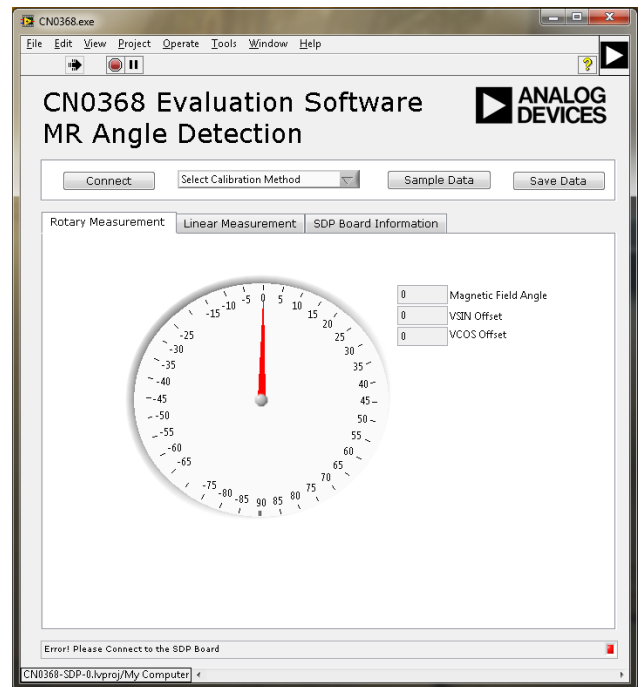 CN0368.exe
File Edit View Project Operate Tools Window Help
?
CN0368 Evaluation Software
MR Angle Detection
ANALOG
DEVICES
Connect Select Calibration Method Sample Data Save Data
Rotary Measurement Linear Measurement SDP Board Information
-15 -10 -5 0 5 10 15 20
-25 25
-30 30
-35 35
-40 40
-45 45
-50 50
-55 55
-60 60
-65 65
-75 -80 -85 90 85 80 75 70
0 Magnetic Field Angle
0 VSIN Offset
0 VCOS Offset
Error! Please Connect to the SDP Board
CN0368-SDP-0.lvproj/My Computer